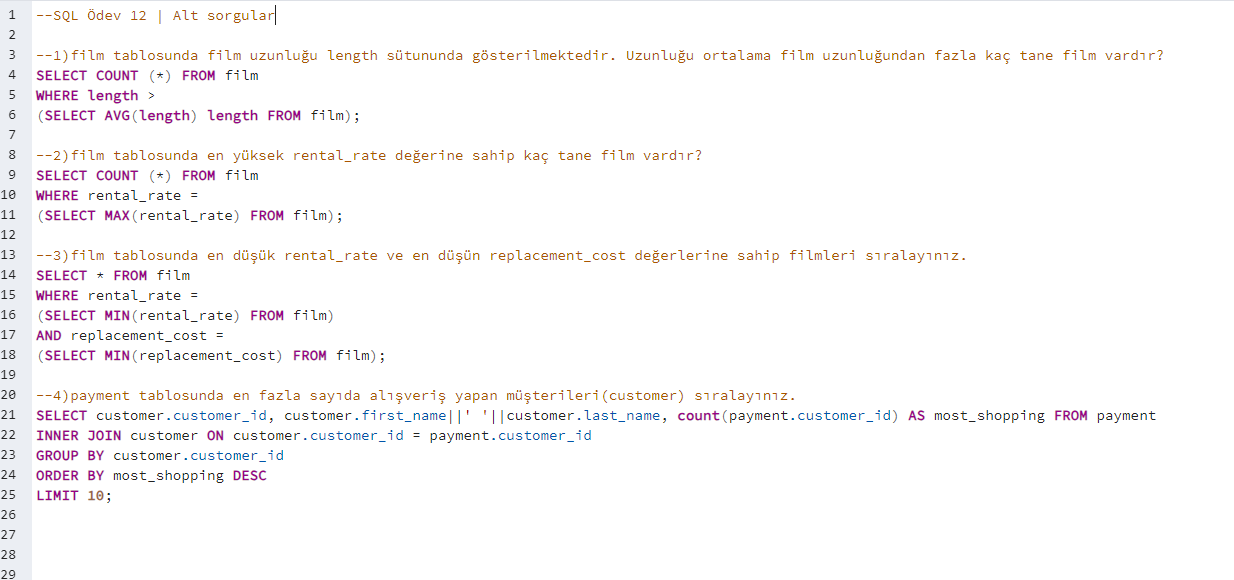 1 --SQL Ödev 12 | Alt sorgular
2
3 --1)film tablosunda film uzunluğu length sütununda gösterilmektedir. Uzunluğu ortalama film uzunluğundan fazla kaç tane film vardır?
4 SELECT COUNT (*) FROM film
5 WHERE length >
6 (SELECT AVG(length) length FROM film);
7
8 --2)film tablosunda en yüksek rental_rate değerine sahip kaç tane film vardır?
9 SELECT COUNT (*) FROM film
10 WHERE rental_rate =
11 (SELECT MAX(rental_rate) FROM film);
12
13 --3)film tablosunda en düşük rental_rate ve en düşün replacement_cost değerlerine sahip filmleri sıralayınız.
14 SELECT * FROM film
15 WHERE rental_rate =
16 (SELECT MIN(rental_rate) FROM film)
17 AND replacement_cost =
18 (SELECT MIN(replacement_cost) FROM film);
19
20 --4)payment tablosunda en fazla sayıda alışveriş yapan müşterileri(customer) sıralayınız.
21 SELECT customer.customer_id, customer.first_name||' '||customer.last_name, count(payment.customer_id) AS most_shopping FROM payment
22 INNER JOIN customer ON customer.customer_id = payment.customer_id
23 GROUP BY customer.customer_id
24 ORDER BY most_shopping DESC
25 LIMIT 10;
26
27
28
29